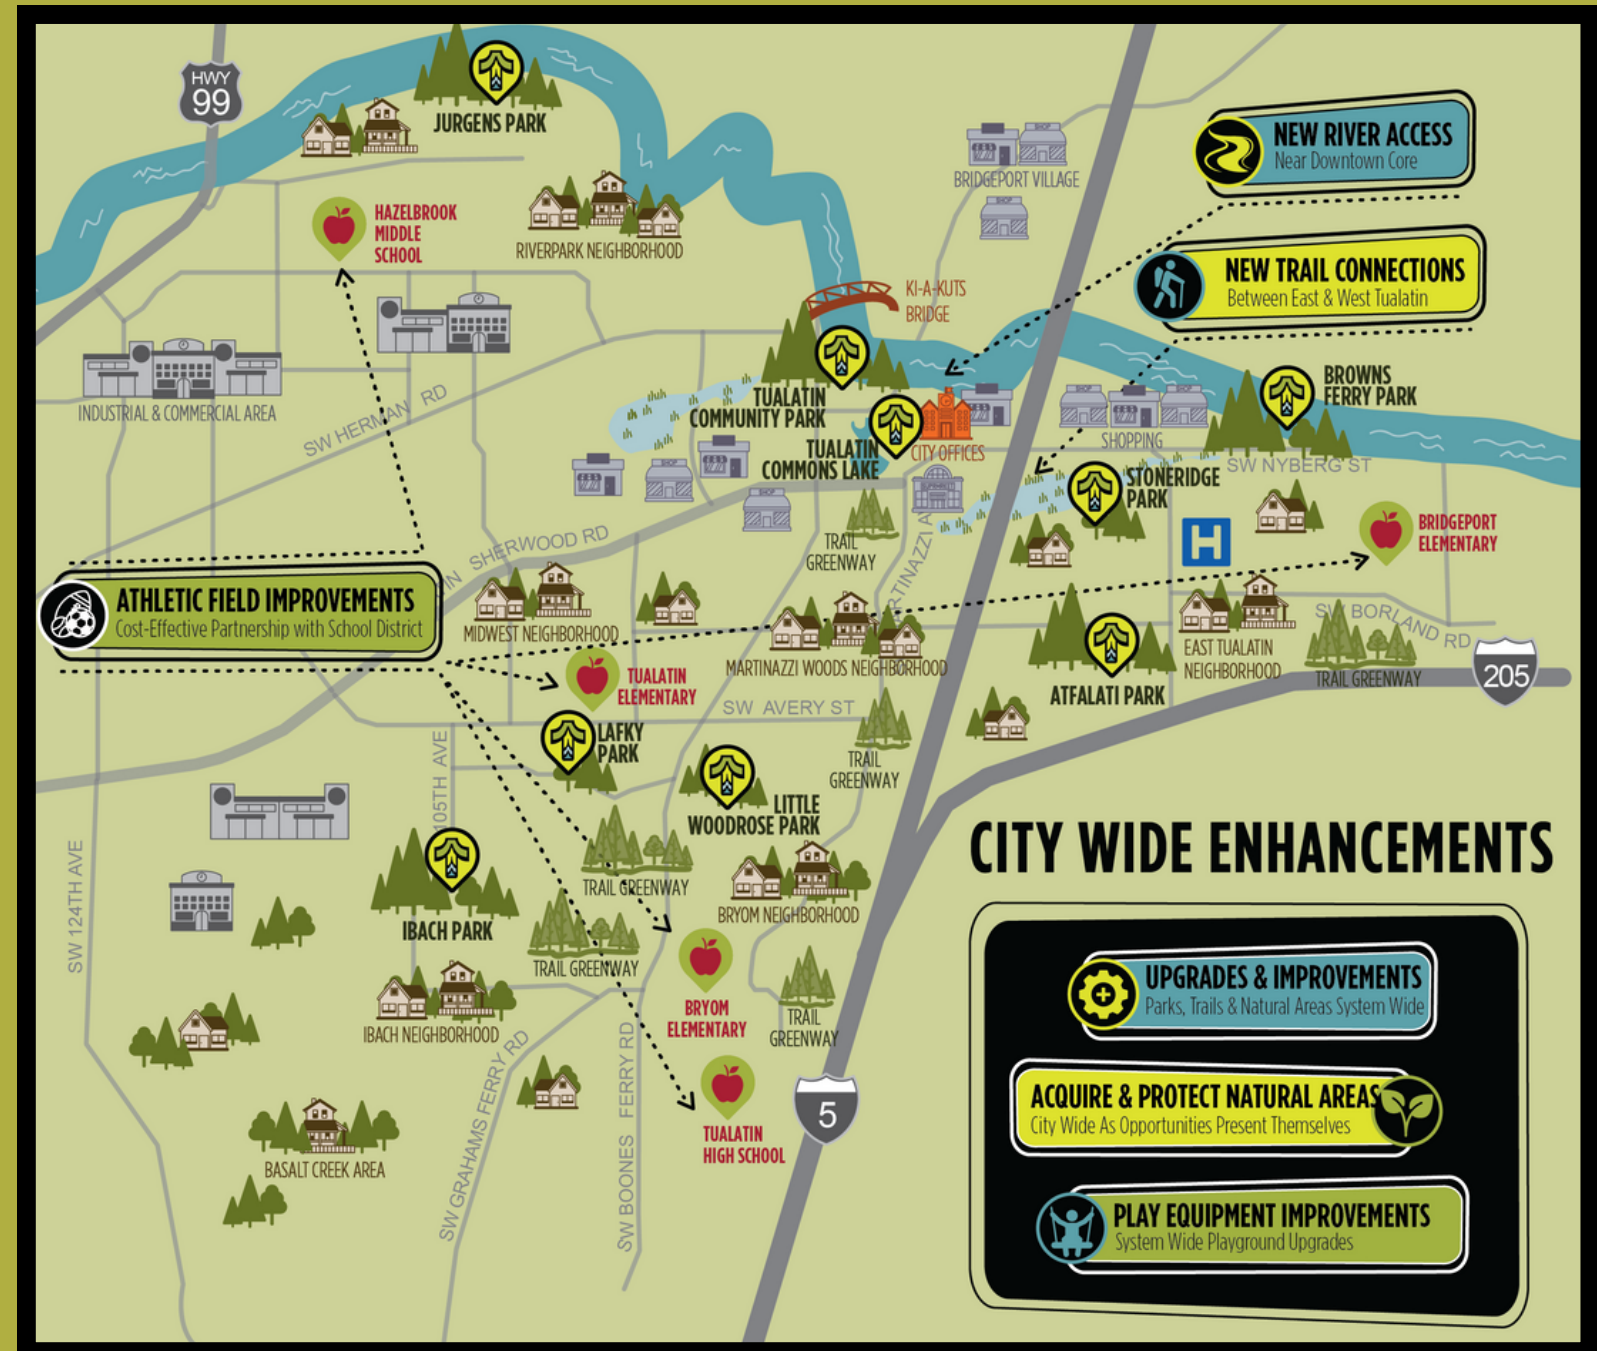 HWY
99
JURGENS PARK
NEW RIVER ACCESS
Near Downtown Core
BRIDGEPORT VILLAGE
SHOP
SHOP
HAZELBROOK
MIDDLE
SCHOOL
RIVERPARK NEIGHBORHOOD
NEW TRAIL CONNECTIONS
Between East & West Tualatin
KI-A-KUTS
BRIDGE
INDUSTRIAL & COMMERCIAL AREA
SW HERMAN RD
TUALATIN
COMMUNITY PARK
BROWNS
FERRY PARK
SHOP
SHOP
SHOPPING
TUALATIN
COMMONS LAKE
CITY OFFICES
SHOP
SHOP
STONERIDGE
PARK
SW NYBERG ST
BRIDGEPORT
ELEMENTARY
H
TRAIL
GREENWAY
SHERWOOD RD
ATHLETIC FIELD IMPROVEMENTS
Cost-Effective Partnership with School District
MIDWEST NEIGHBORHOOD
MARTINAZZI WOODS NEIGHBORHOOD
SW BORLAND RD
EAST TUALATIN
NEIGHBORHOOD
TRAIL GREENWAY
205
ATFALATI PARK
TUALATIN
ELEMENTARY
SW AVERY ST
LAFKY
PARK
TRAIL
GREENWAY
105TH AVE
LITTLE
WOODROSE PARK
SW 124TH AVE
TRAIL GREENWAY
BRYOM NEIGHBORHOOD
IBACH PARK
TRAIL GREENWAY
IBACH NEIGHBORHOOD
BRYOM
ELEMENTARY
TRAIL
GREENWAY
SW GRAHAMS FERRY RD
SW BOONES FERRY RD
5
TUALATIN
HIGH SCHOOL
BASALT CREEK AREA
CITY WIDE ENHANCEMENTS
UPGRADES & IMPROVEMENTS
Parks, Trails & Natural Areas System Wide
ACQUIRE & PROTECT NATURAL AREAS
City Wide As Opportunities Present Themselves
PLAY EQUIPMENT IMPROVEMENTS
System Wide Playground Upgrades